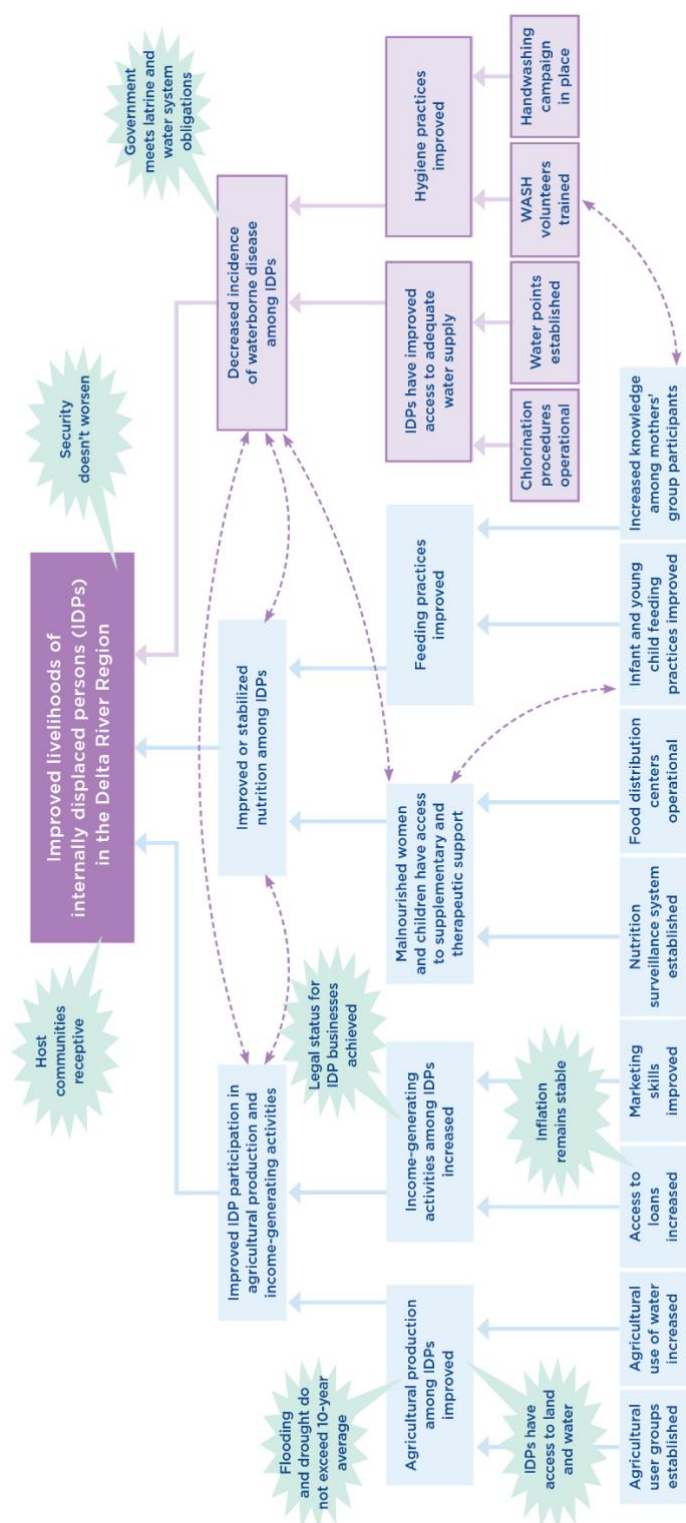 Improved livelihoods of
internally displaced persons (IDPs)
in the Delta River Region
Host
communities
receptive
Security
doesn't worsen
Improved IDP participation in
agricultural production and
income-generating activities
Improved or stabilized
nutrition among IDPs
Decreased incidence
of waterborne disease
among IDPs
Government
meets latrine and
water system
obligations
Flooding
and drought do
not exceed 10-year
average
Legal status for
IDP businesses
achieved
Agricultural production
among IDPs
improved
Income-generating
activities among IDPs
increased
Malnourished women
and children have access
to supplementary and
therapeutic support
Feeding practices
improved
IDPs have improved
access to adequate
water supply
Hygiene practices
improved
IDPs have
access to land
and water
Inflation
remains stable
Chlorination
procedures
operational
Water points
established
WASH
volunteers
trained
Handwashing
campaign
in place
Agricultural
user groups
established
Agricultural
use of water
increased
Access to
loans
increased
Marketing
skills
improved
Nutrition
surveillance system
established
Food distribution
centers
operational
Infant and young
child feeding
practices improved
Increased knowledge
among mothers'
group participants